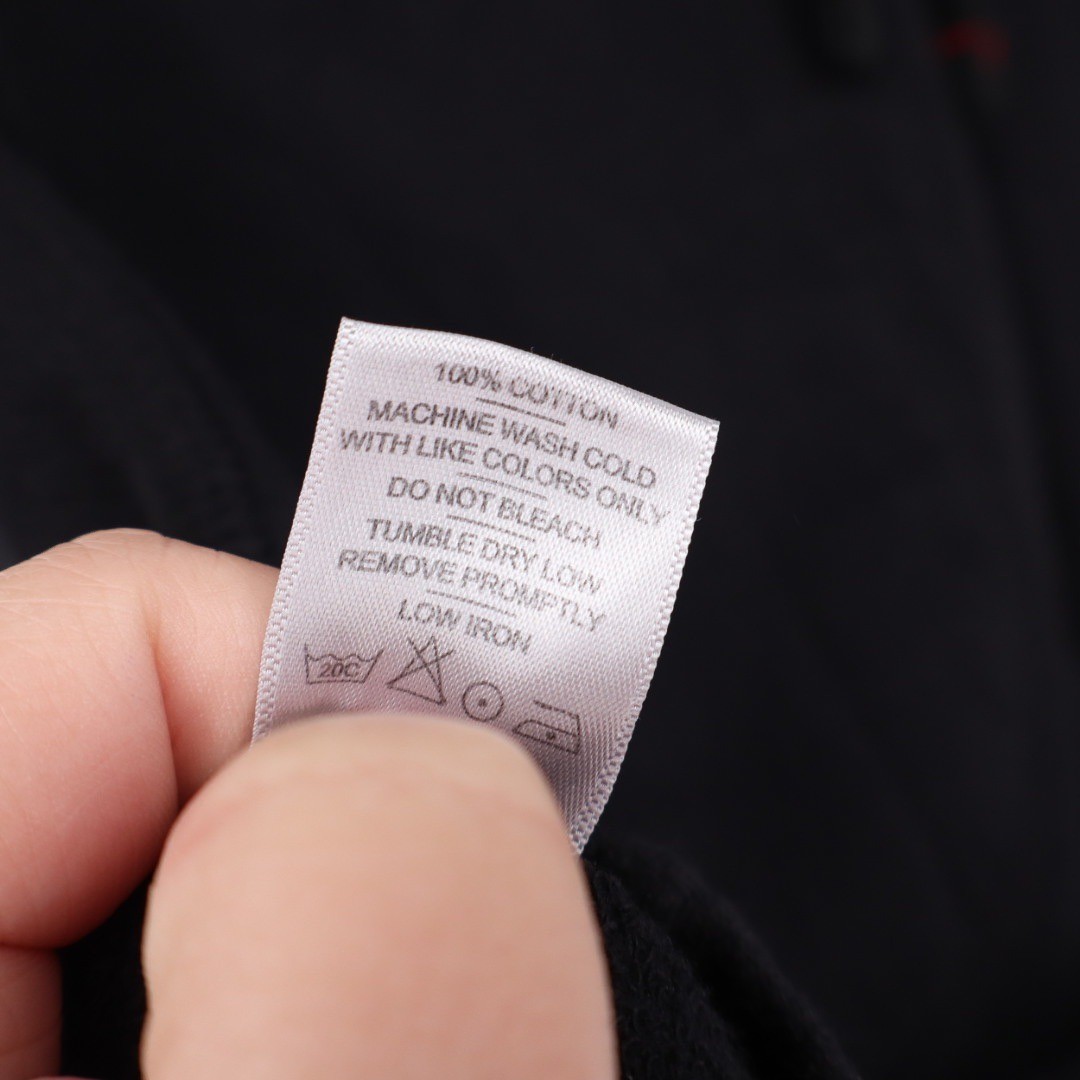 100% COTTON
MACHINE WASH COLD
WITH LIKE COLORS ONLY
DO NOT BLEACH
TUMBLE DRY LOW
REMOVE PROMPTLY
LOW IRON
20C